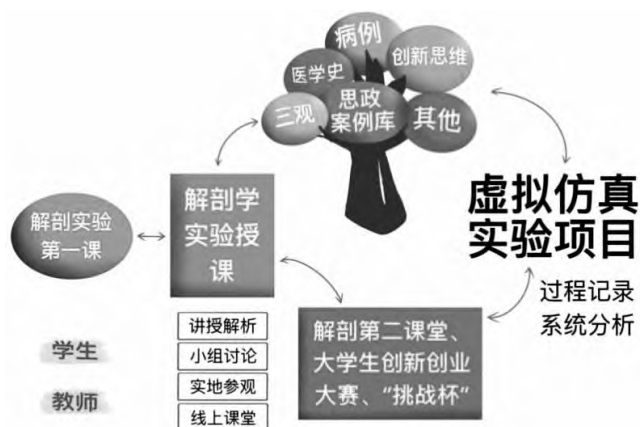 病例
创新思维
医学史
思政
案例库
三观
其他
解剖实验
第一课
解剖学
实验授
课
虚拟仿真
实验项目
过程记录
系统分析
讲授解析
小组讨论
实地参观
线上课堂
学生
教师
解剖第二课堂、
大学生创新创业
大赛、“挑战杯”